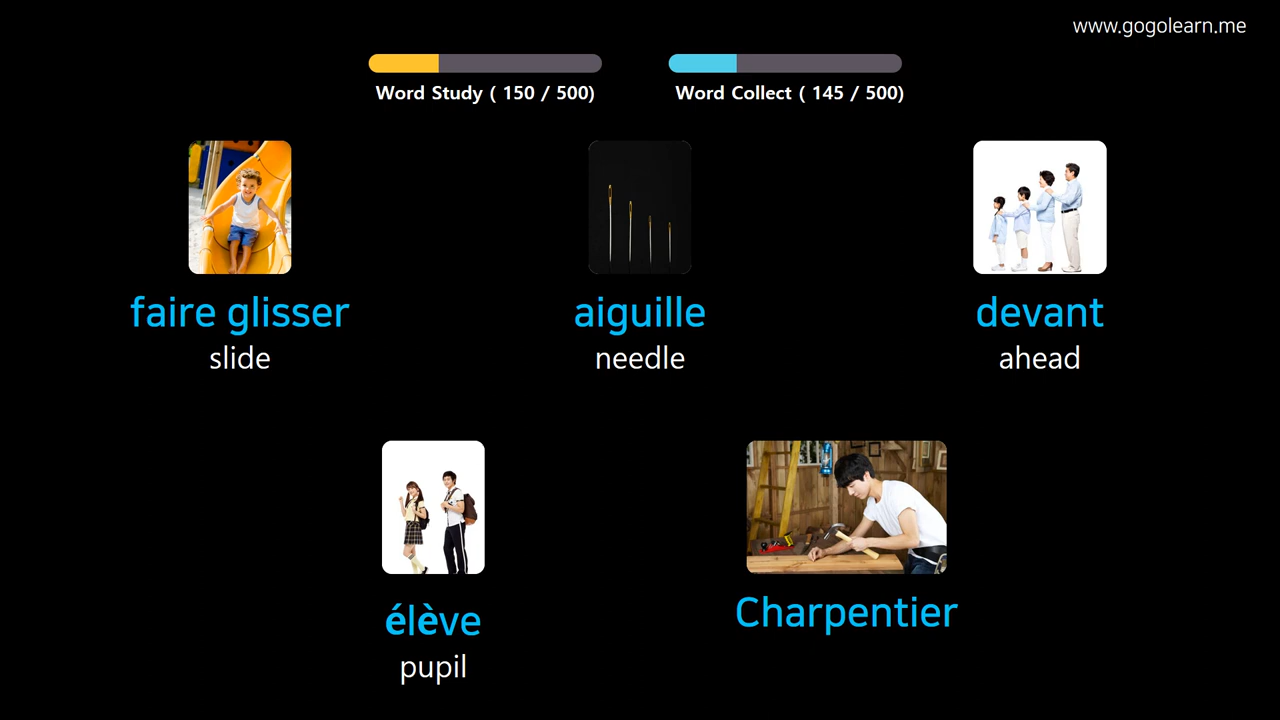 www.gogolearn.me
Word Study ( 150 / 500)
Word Collect ( 145 / 500)
faire glisser
slide
aiguille
needle
devant
ahead
élève
pupil
Charpentier